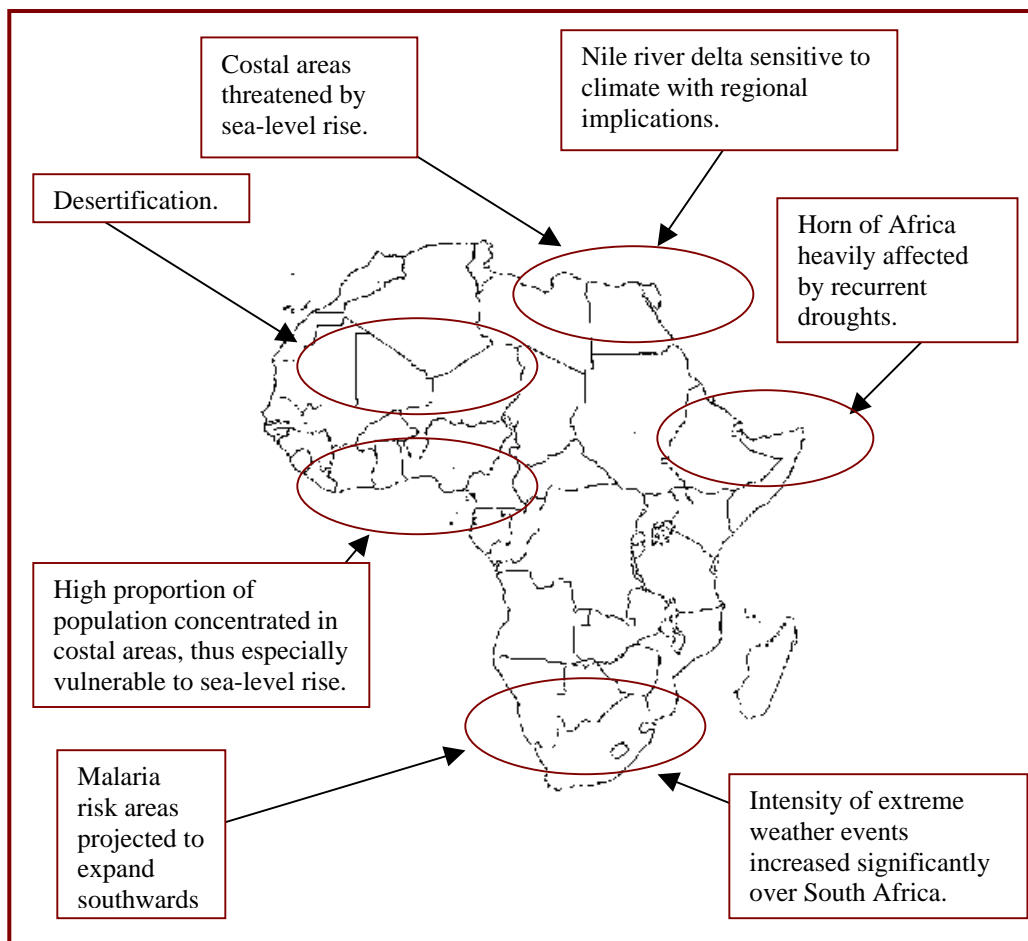 Costal areas
threatened by
sea-level rise.
Nile river delta sensitive to
climate with regional
implications.
Desertification.
Horn of Africa
heavily affected
by recurrent
droughts.
High proportion of
population concentrated in
costal areas, thus especially
vulnerable to sea-level rise.
Malaria
risk areas
projected to
expand
southwards
Intensity of extreme
weather events
increased significantly
over South Africa.